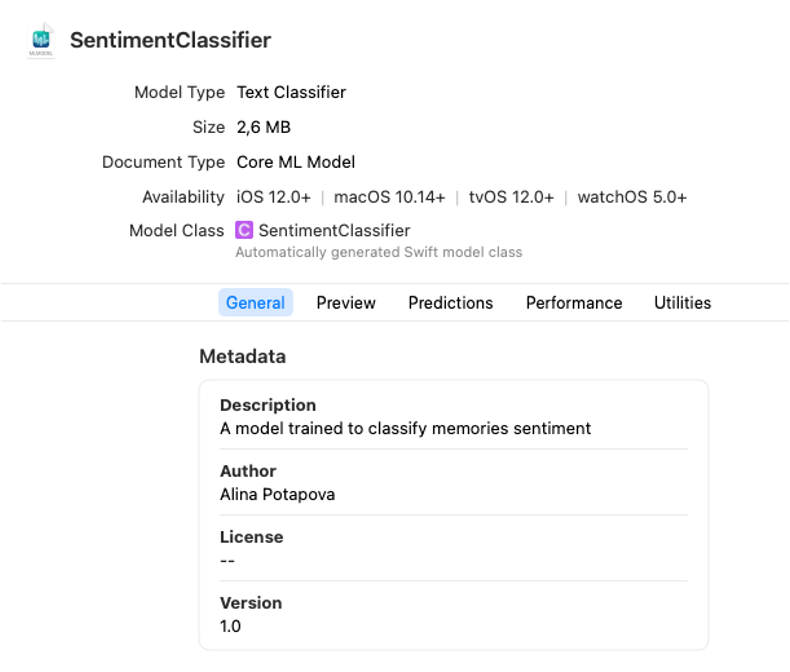 SentimentClassifier
MLMODEL
Model Type Text Classifier
Size 2,6 MB
Document Type Core ML Model
Availability iOS 12.0+ | macOS 10.14+ | tvOS 12.0+ | watchOS 5.0+
Model Class C SentimentClassifier
Automatically generated Swift model class
General Preview Predictions Performance Utilities
Metadata
Description
A model trained to classify memories sentiment
Author
Alina Potapova
License
--
Version
1.0